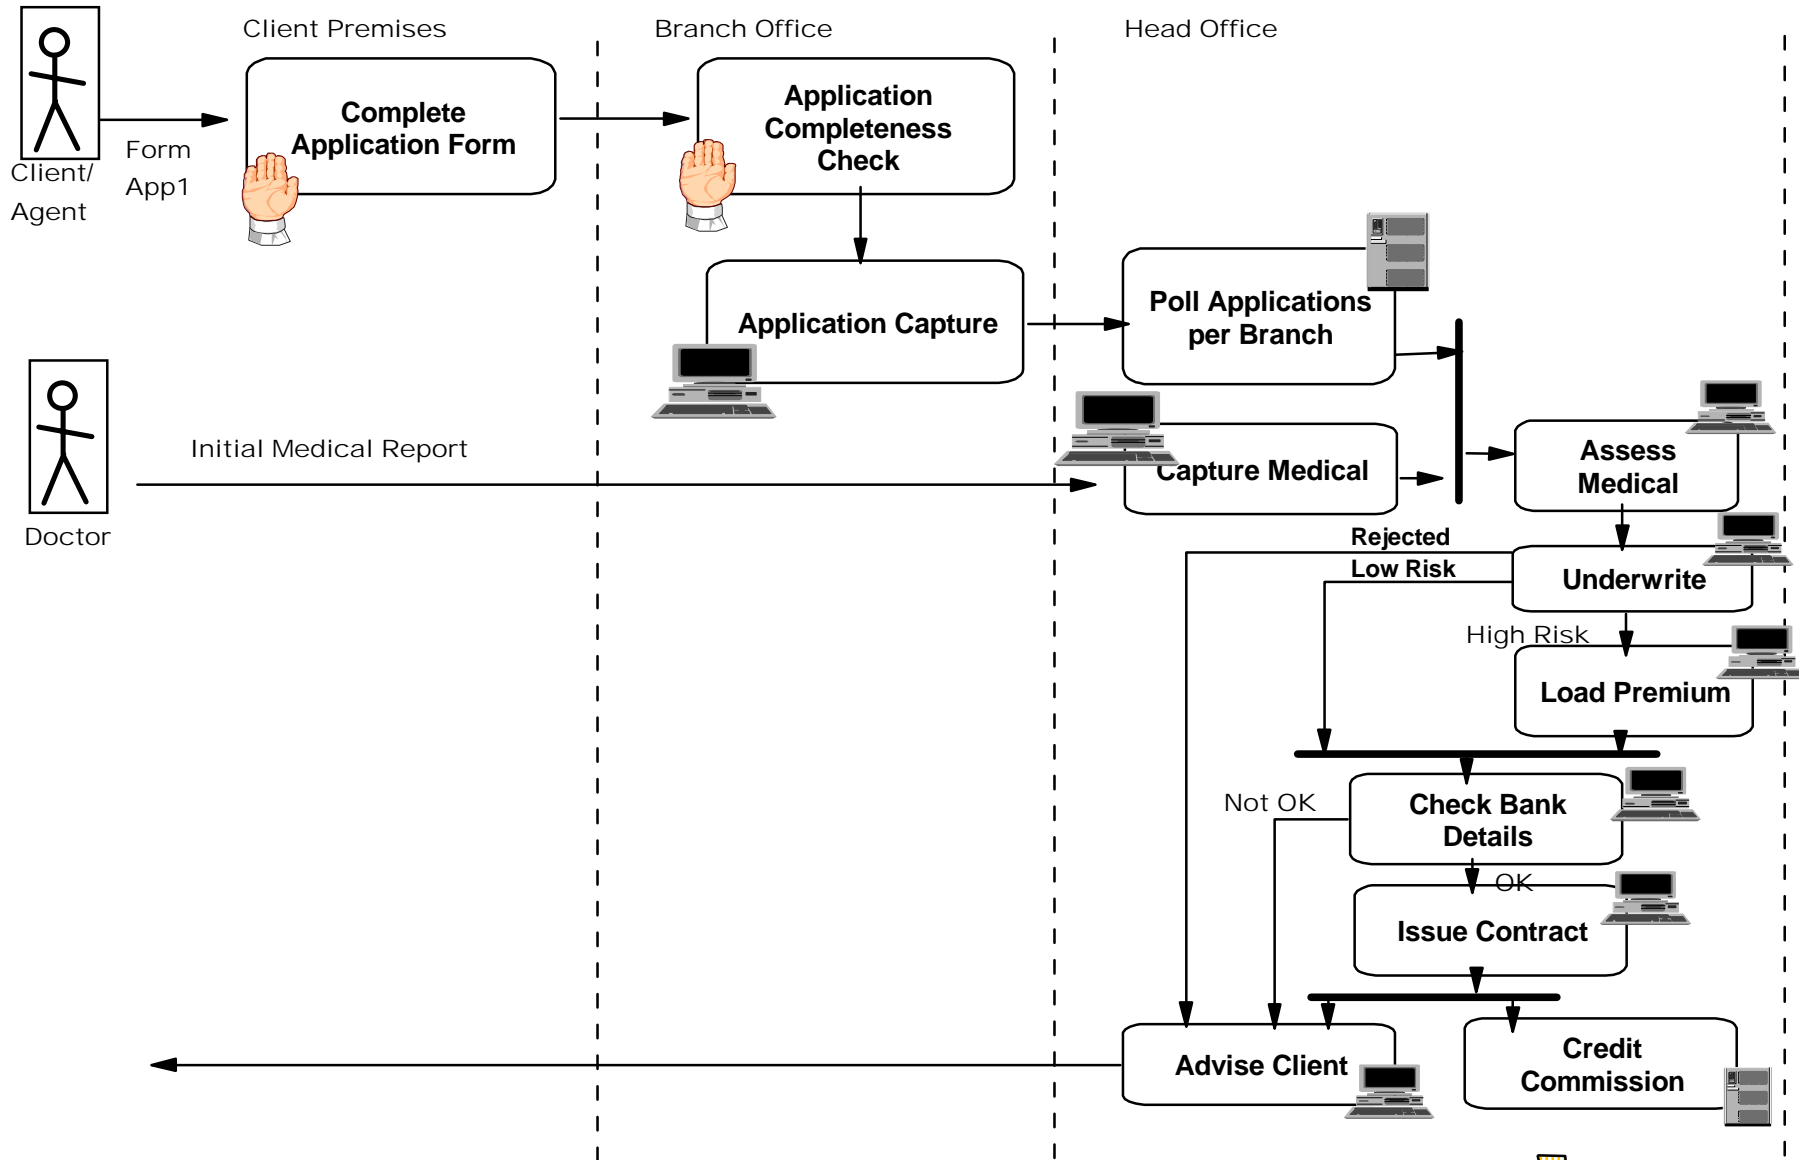 Client Premises
Branch Office
Head Office
Complete
Application Form
Application
Completeness
Check
Form
App1
Client/
Agent
Application Capture
Poll Applications
per Branch
Initial Medical Report
Capture Medical
Assess
Medical
Doctor
Rejected
Low Risk
Underwrite
High Risk
Load Premium
Not OK
Check Bank
Details
OK
Issue Contract
Advise Client
Credit
Commission